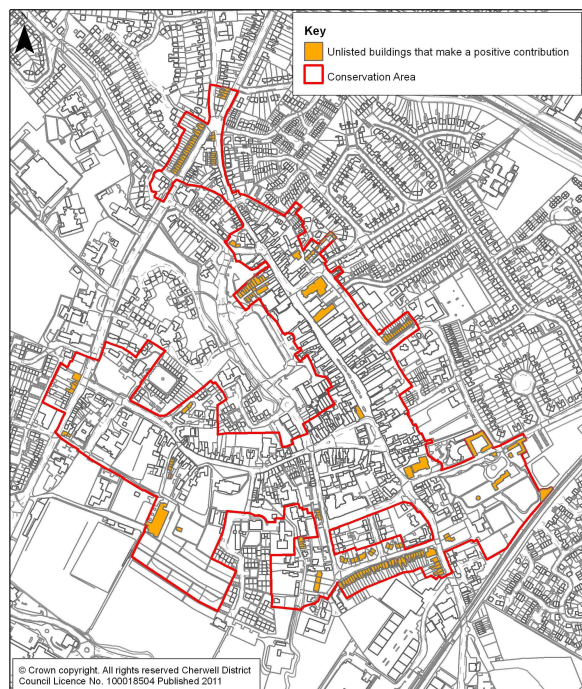 Key
Unlisted buildings that make a positive contribution
Conservation Area
© Crown copyright. All rights reserved Cherwell District
Council Licence No. 100018504 Published 2011